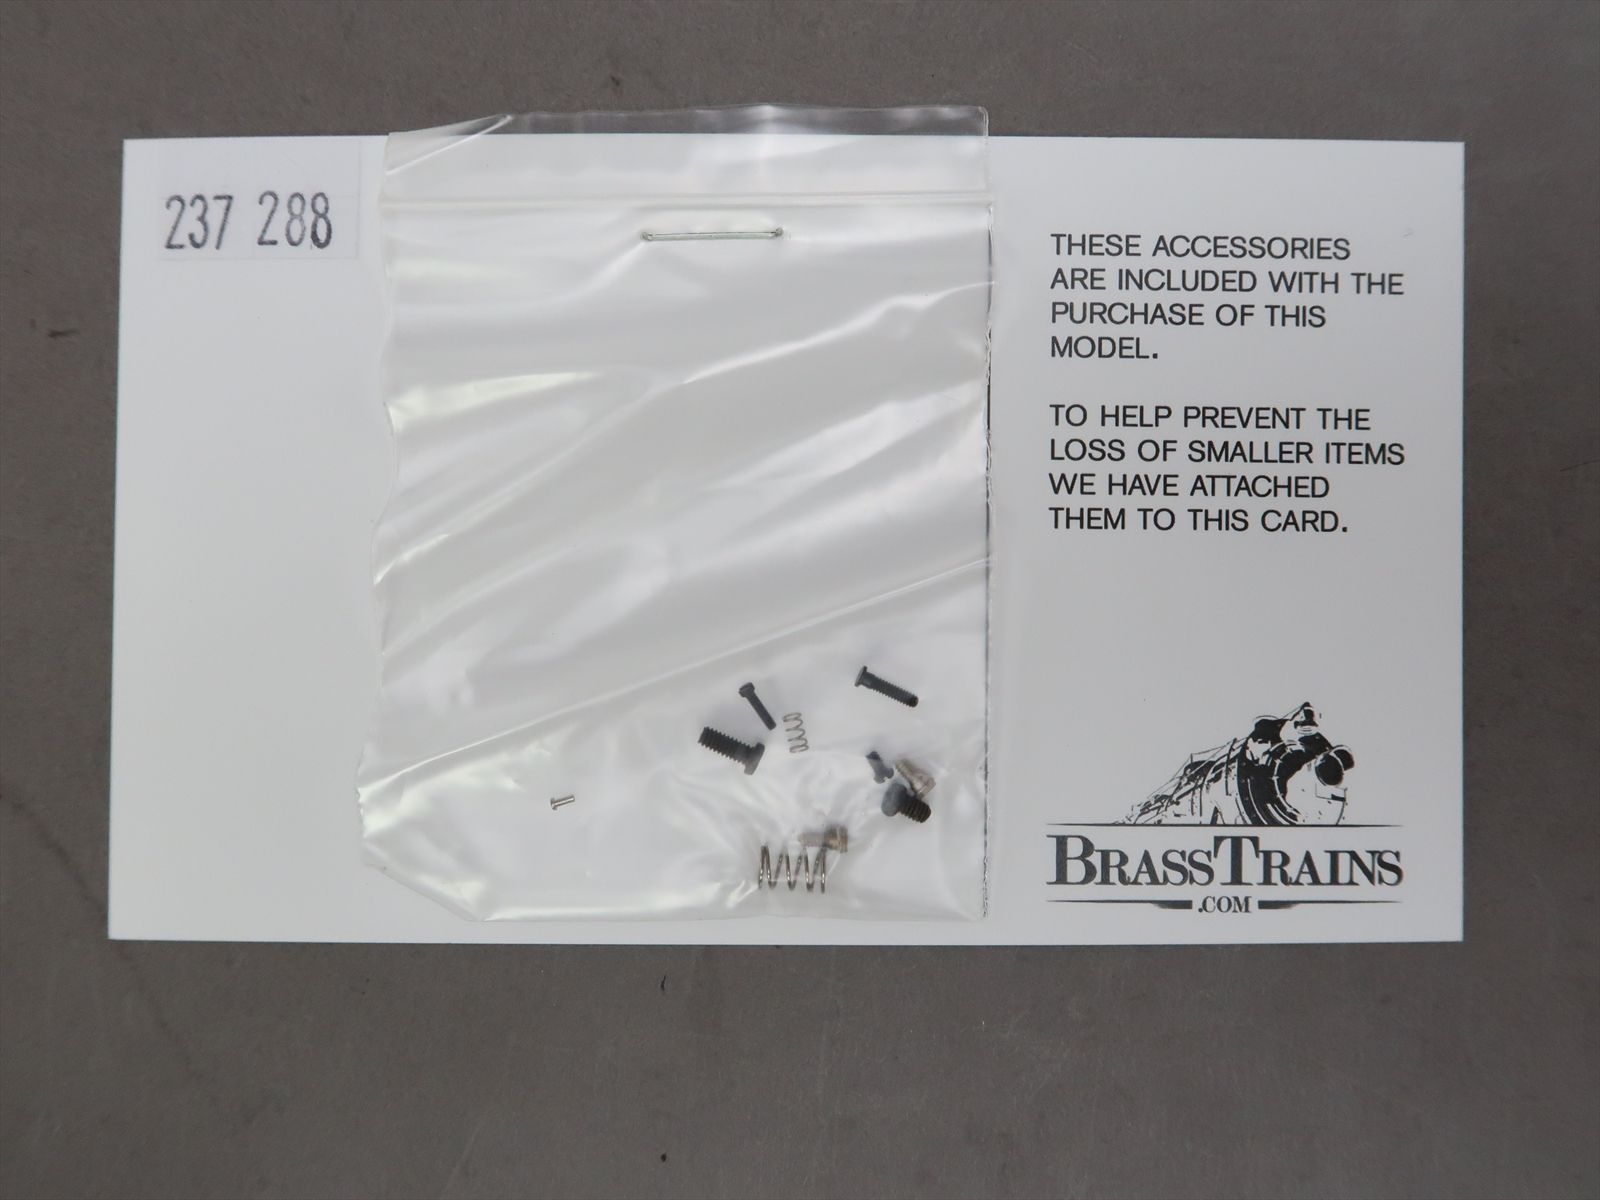 237 288
THESE ACCESSORIES
ARE INCLUDED WITH THE
PURCHASE OF THIS
MODEL.
TO HELP PREVENT THE
LOSS OF SMALLER ITEMS
WE HAVE ATTACHED
THEM TO THIS CARD.
BRASSTRAINS
.COM